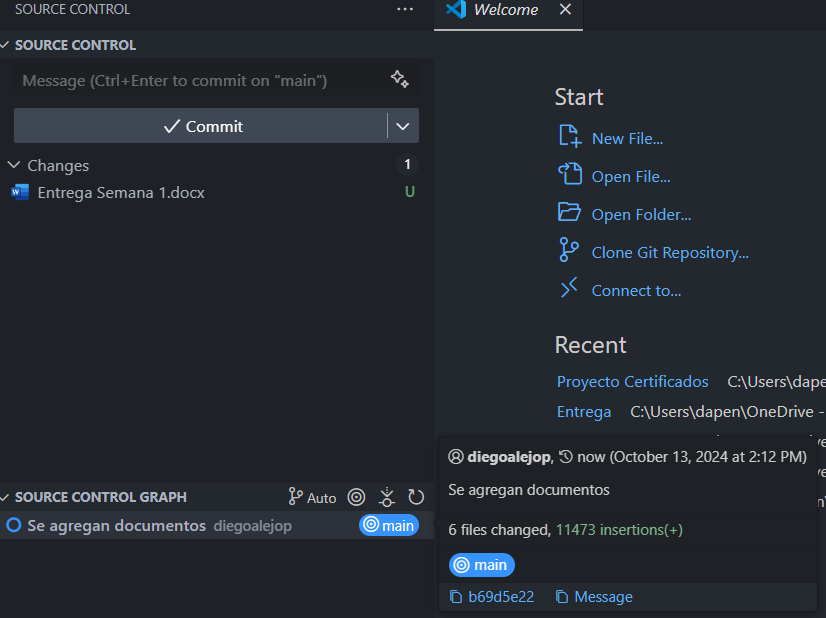 SOURCE CONTROL
SOURCE CONTROL
Message (Ctrl+Enter to commit on "main")
Commit
Changes 1
Entrega Semana 1.docx U
SOURCE CONTROL GRAPH Auto
Se agregan documentos diegoalejop main
Welcome
Start
New File...
Open File...
Open Folder...
Clone Git Repository...
Connect to...
Recent
Proyecto Certificados C:\Users\dape
Entrega C:\Users\dapen\OneDrive -
diegoalejop, now (October 13, 2024 at 2:12 PM)
Se agregan documentos
6 files changed, 11473 insertions(+)
main
b69d5e22 Message